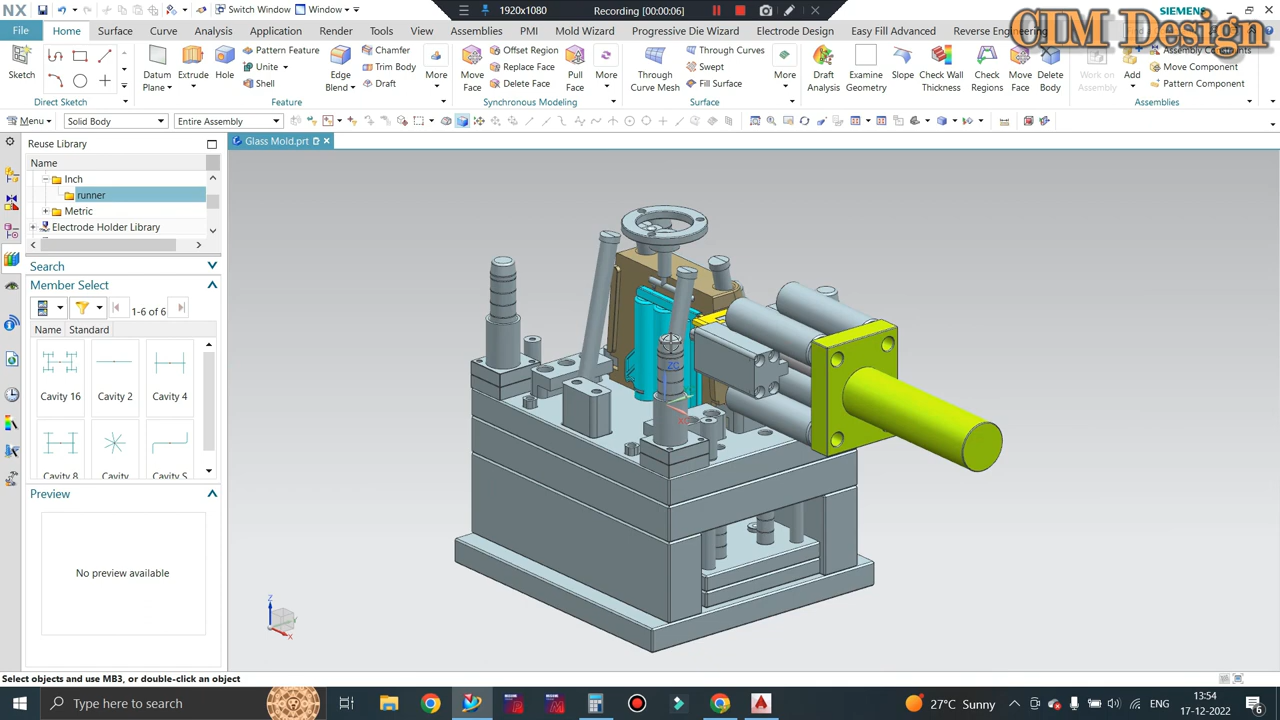 NX
Switch Window
Window
1920x1080
Recording [00:00:06]
SIEMENS
CIM Design
File
Home
Surface
Curve
Analysis
Application
Render
Tools
View
Assemblies
PMI
Mold Wizard
Progressive Die Wizard
Electrode Design
Easy Fill Advanced
Reverse Engineering
Sketch
Datum Plane
Extrude
Hole
Pattern Feature
Unite
Shell
Edge Blend
Chamfer
Trim Body
Draft
More
Move Face
Offset Region
Replace Face
Delete Face
Pull Face
More
Through Curve Mesh
Through Curves
Swept
Fill Surface
More
Draft Analysis
Examine Geometry
Slope
Check Wall Thickness
Check Regions
Move Face
Delete Body
Work on Assembly
Add
Assembly Constraints
Move Component
Pattern Component
Direct Sketch
Feature
Synchronous Modeling
Surface
Assemblies
Menu
Solid Body
Entire Assembly
Reuse Library
Glass Mold.prt
Name
Inch
runner
Metric
Electrode Holder Library
Search
Member Select
1-6 of 6
Name Standard
Cavity 16
Cavity 2
Cavity 4
Cavity 8
Cavity
Cavity S
Preview
No preview available
ZC
Z
X
Select objects and use MB3, or double-click an object
Type here to search
27°C Sunny
13:54
17-12-2022
6